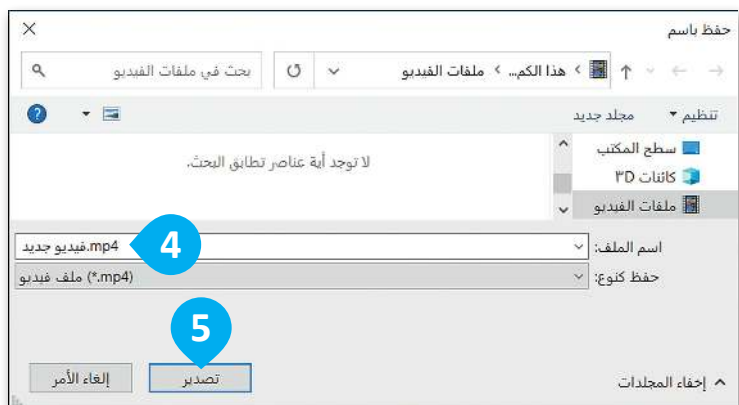 حفظ باسم
هذا الكم... ملفات الفيديو بحث في ملفات الفيديو
تنظيم مجلد جديد
سطح المكتب
كائنات ٣D
ملفات الفيديو
لا توجد أية عناصر تطابق البحث.
اسم الملف: فيديو جديد.mp4
4
حفظ كنوع: ملف فيديو (*.mp4)
5
إخفاء المجلدات تصدير إلغاء الأمر